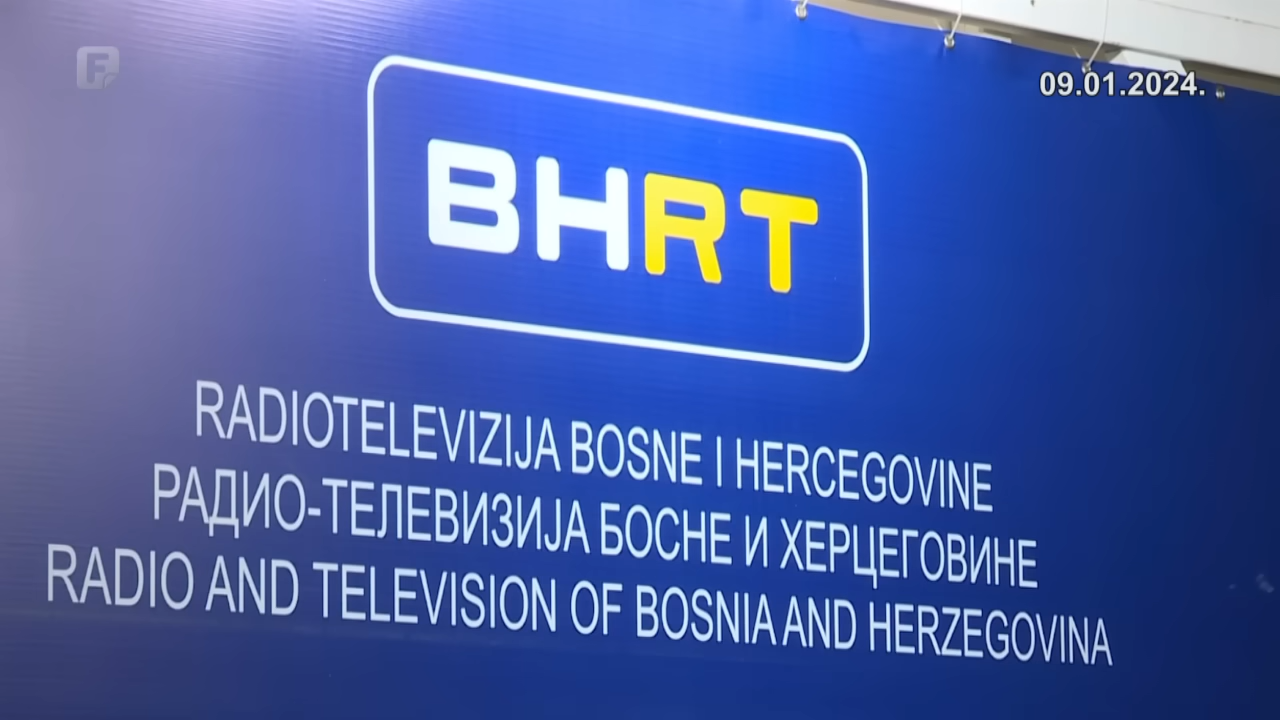 F
09.01.2024.
BHRT
RADIOTELEVIZIJA BOSNE I HERCEGOVINE
РАДИО-ТЕЛЕВИЗИЈА БОСНЕ И ХЕРЦЕГОВИНЕ
RADIO AND TELEVISION OF BOSNIA AND HERZEGOVINA